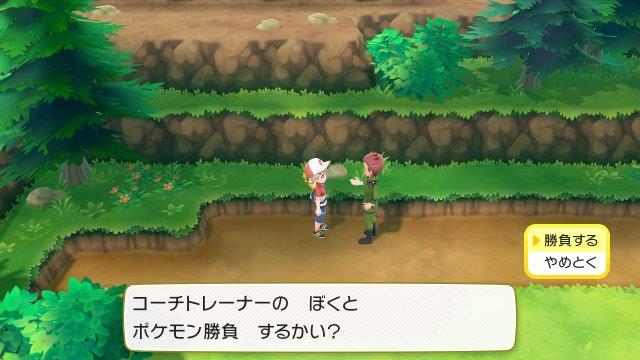 勝負する
やめとく
コーチトレーナーの　ぼくと
ポケモン勝負　するかい?